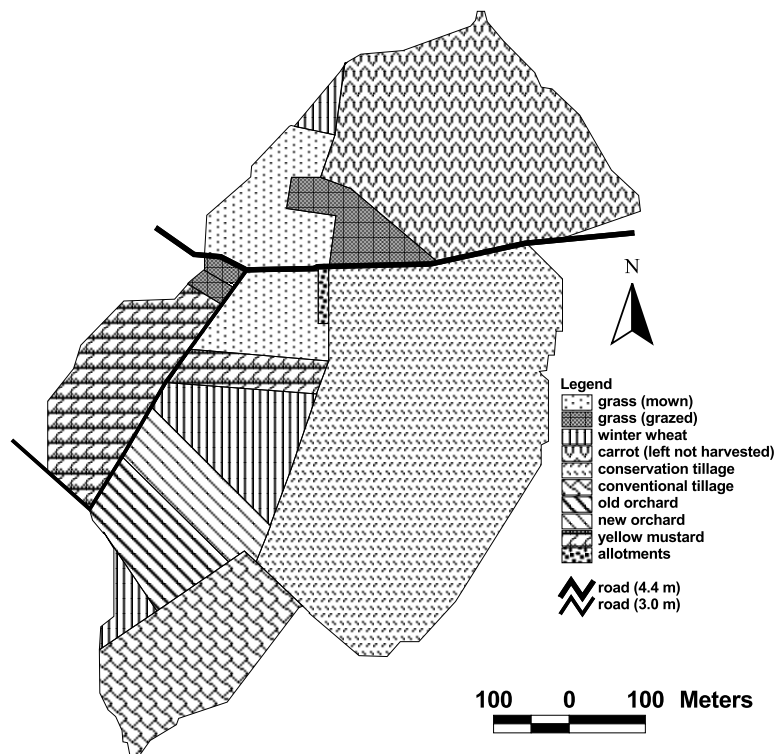 N
Legend
grass (mown)
grass (grazed)
winter wheat
carrot (left not harvested)
conservation tillage
conventional tillage
old orchard
new orchard
yellow mustard
allotments
road (4.4 m)
road (3.0 m)
100 0 100 Meters